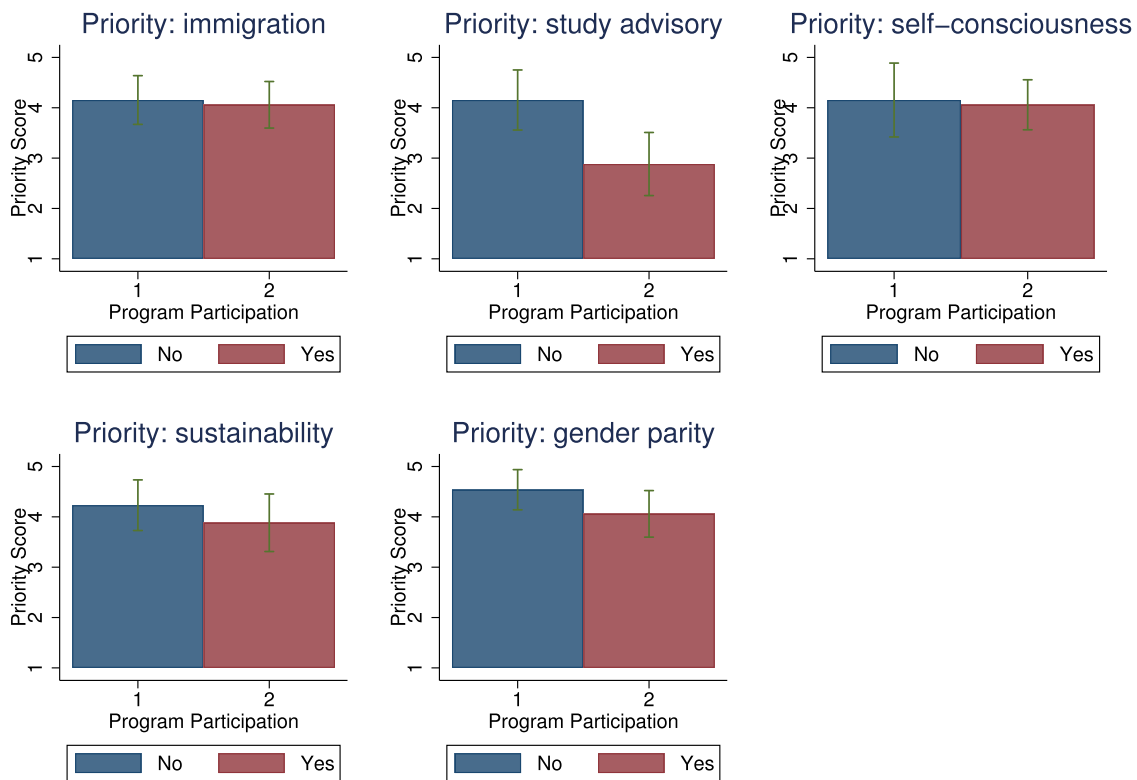 Priority: immigration
5
4
3
2
1
Priority Score
1 2
Program Participation
No Yes
Priority: study advisory
5
4
3
2
1
Priority Score
1 2
Program Participation
No Yes
Priority: self−consciousness
5
4
3
2
1
Priority Score
1 2
Program Participation
No Yes
Priority: sustainability
5
4
3
2
1
Priority Score
1 2
Program Participation
No Yes
Priority: gender parity
5
4
3
2
1
Priority Score
1 2
Program Participation
No Yes